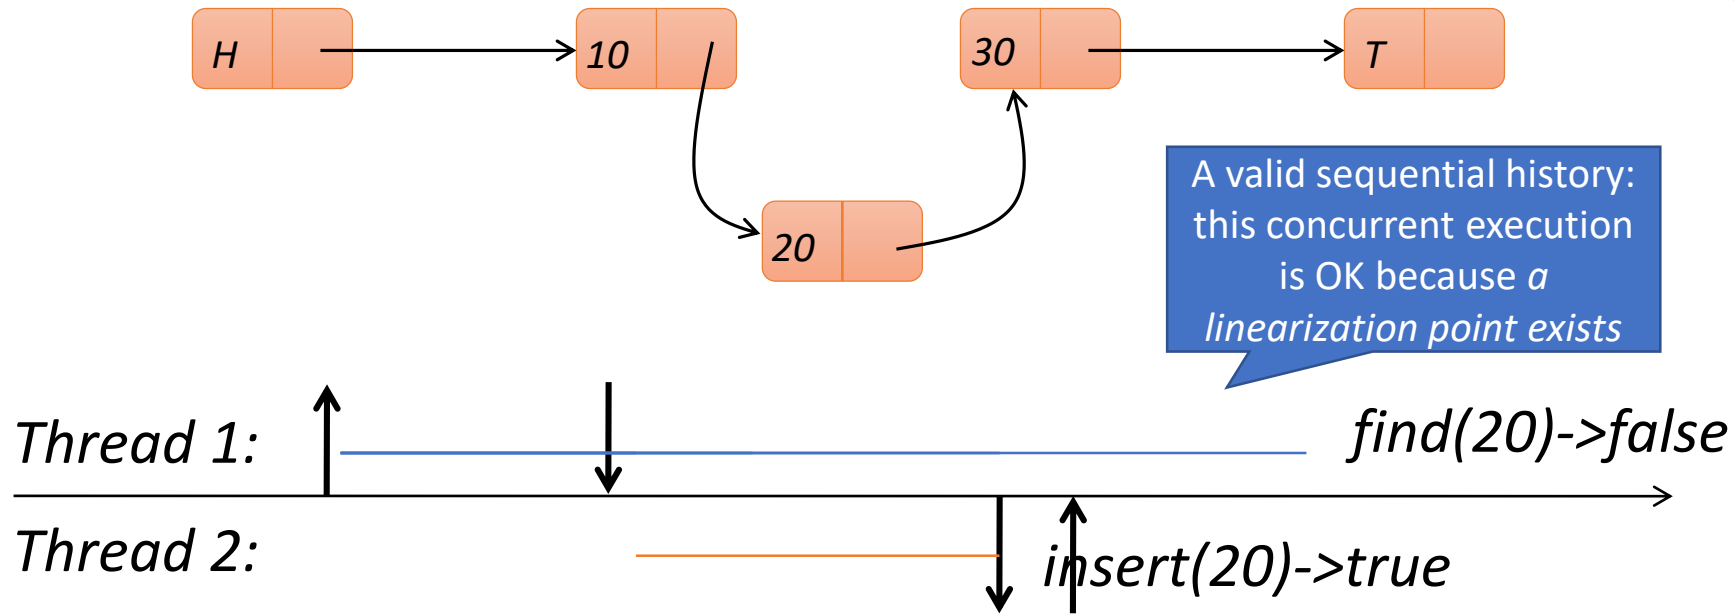 H
10
30
T
20
A valid sequential history:
this concurrent execution
is OK because a
linearization point exists
Thread 1:
find(20)->false
Thread 2:
insert(20)->true